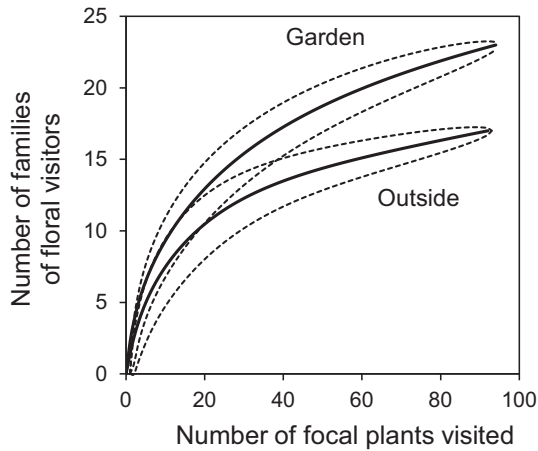 25
20
15
10
5
0
Number of families
of floral visitors
Garden
Outside
0 20 40 60 80 100
Number of focal plants visited